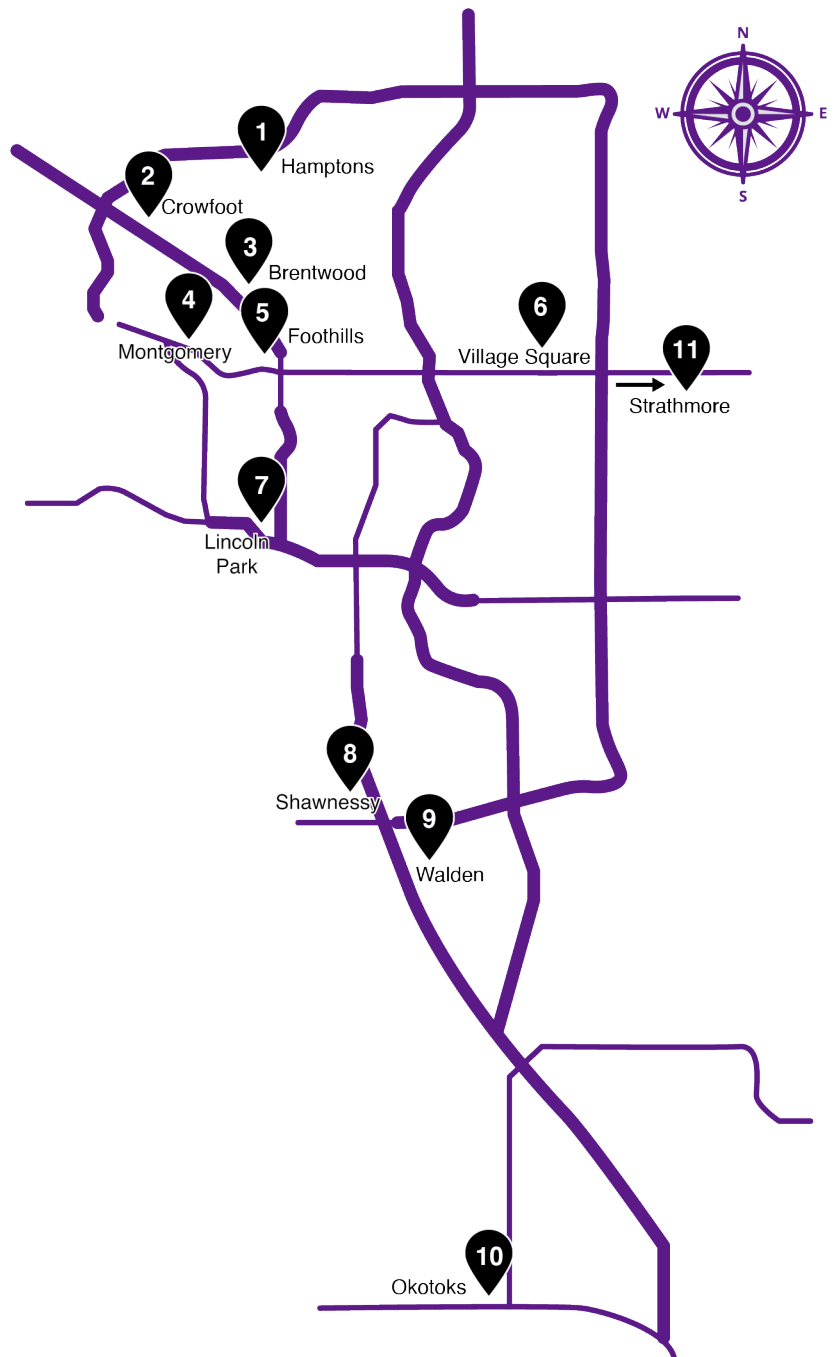 N
W
E
S
1
Hamptons
2
Crowfoot
3
Brentwood
4
Montgomery
5
Foothills
6
Village Square
11
Strathmore
7
Lincoln
Park
8
Shawnessy
9
Walden
10
Okotoks